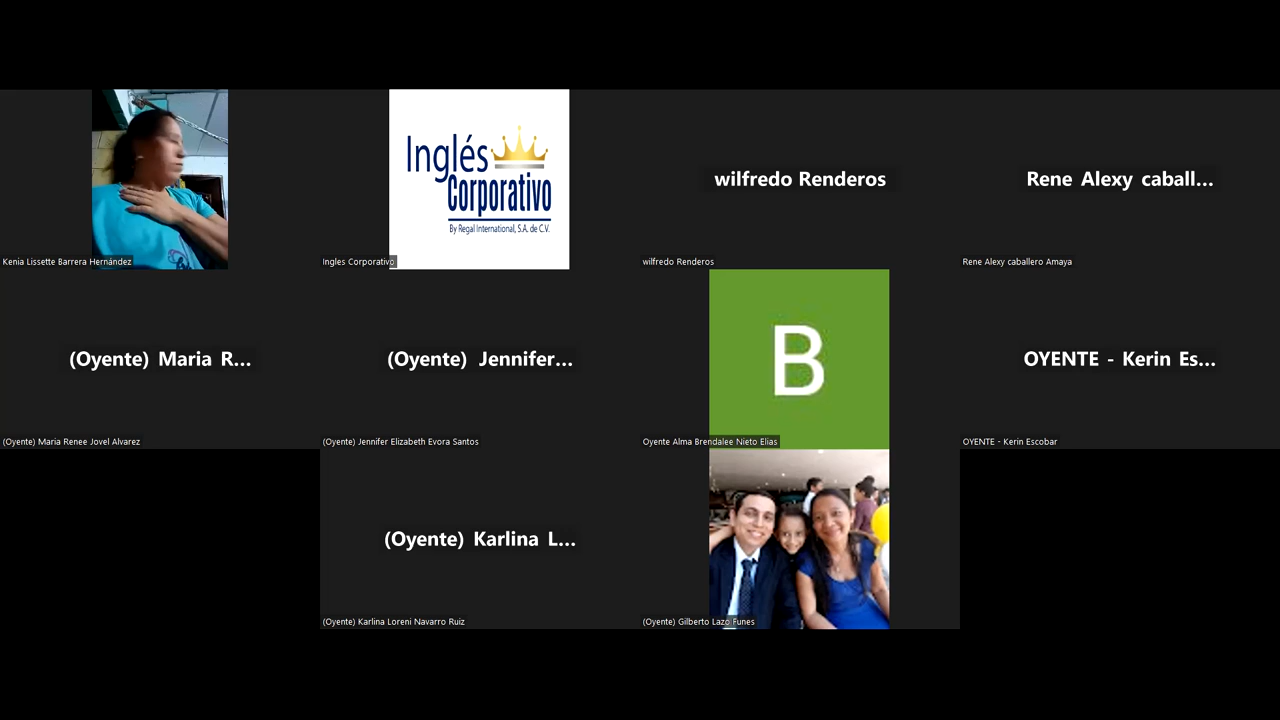 Kenia Lissette Barrera Hernández
Inglés
Corporativo
By Regal International, S.A. de C.V.
Ingles Corporativo
wilfredo Renderos
wilfredo Renderos
Rene Alexy caball...
Rene Alexy caballero Amaya
(Oyente) Maria R...
(Oyente) Maria Renee Jovel Alvarez
(Oyente) Jennifer...
(Oyente) Jennifer Elizabeth Evora Santos
B
Oyente Alma Brendalee Nieto Elias
OYENTE - Kerin Es...
OYENTE - Kerin Escobar
(Oyente) Karlina L...
(Oyente) Karlina Loreni Navarro Ruiz
(Oyente) Gilberto Lazo Funes